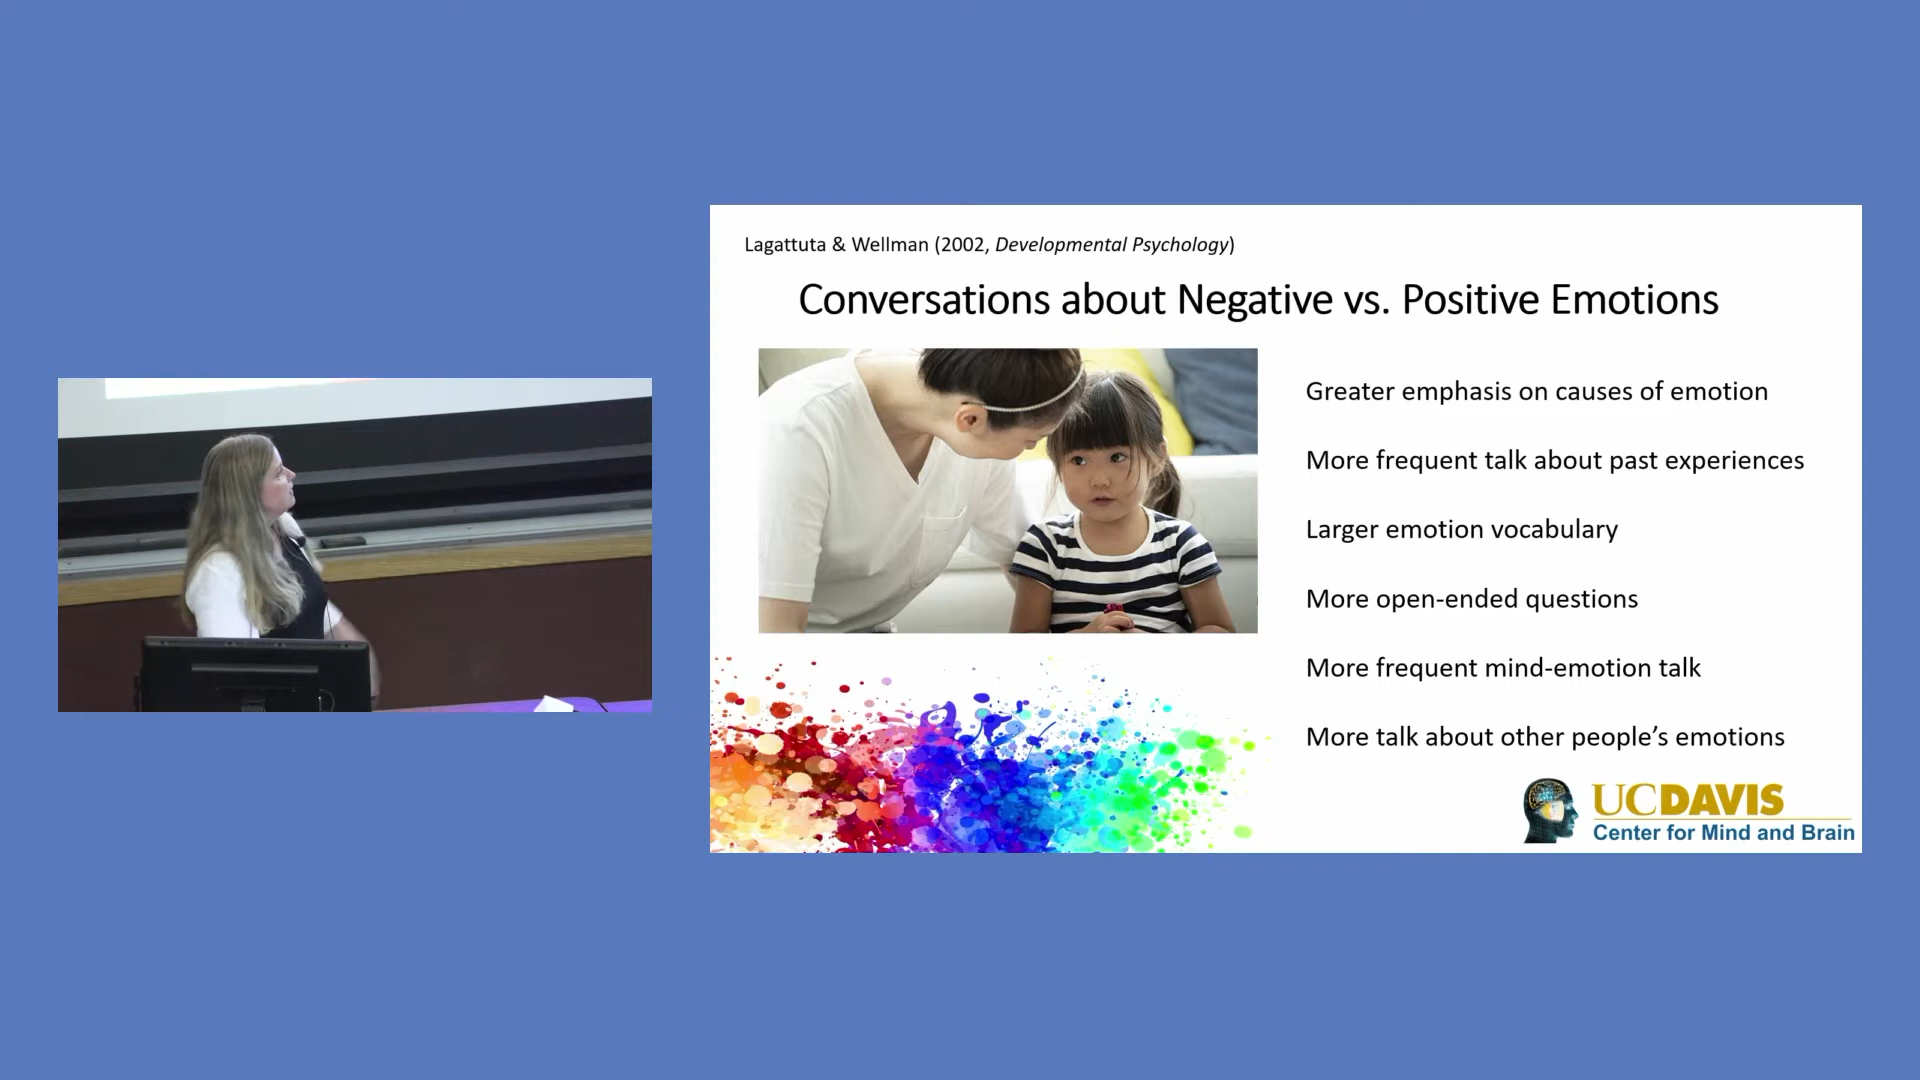 Lagattuta & Wellman (2002, Developmental Psychology)
Conversations about Negative vs. Positive Emotions
Greater emphasis on causes of emotion
More frequent talk about past experiences
Larger emotion vocabulary
More open-ended questions
More frequent mind-emotion talk
More talk about other people’s emotions
UCDAVIS
Center for Mind and Brain